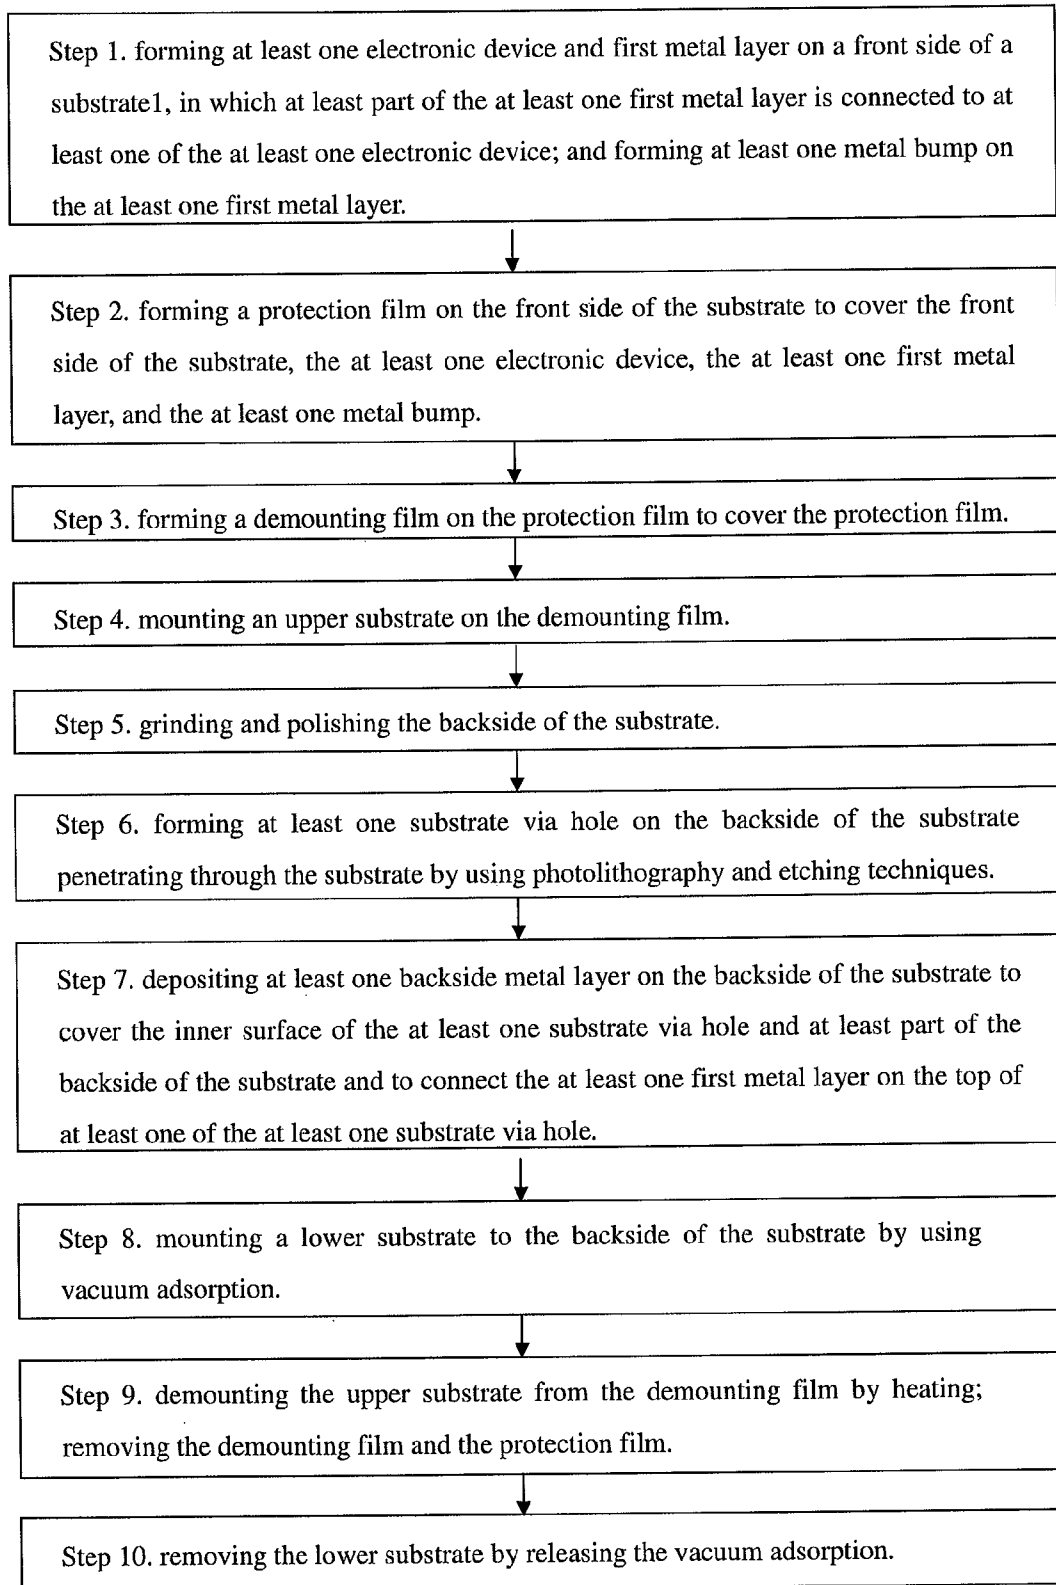 Step 1. forming at least one electronic device and first metal layer on a front side of a
substrate1, in which at least part of the at least one first metal layer is connected to at
least one of the at least one electronic device; and forming at least one metal bump on
the at least one first metal layer.
Step 2. forming a protection film on the front side of the substrate to cover the front
side of the substrate, the at least one electronic device, the at least one first metal
layer, and the at least one metal bump.
Step 3. forming a demounting film on the protection film to cover the protection film.
Step 4. mounting an upper substrate on the demounting film.
Step 5. grinding and polishing the backside of the substrate.
Step 6. forming at least one substrate via hole on the backside of the substrate
penetrating through the substrate by using photolithography and etching techniques.
Step 7. depositing at least one backside metal layer on the backside of the substrate to
cover the inner surface of the at least one substrate via hole and at least part of the
backside of the substrate and to connect the at least one first metal layer on the top of
at least one of the at least one substrate via hole.
Step 8. mounting a lower substrate to the backside of the substrate by using
vacuum adsorption.
Step 9. demounting the upper substrate from the demounting film by heating;
removing the demounting film and the protection film.
Step 10. removing the lower substrate by releasing the vacuum adsorption.